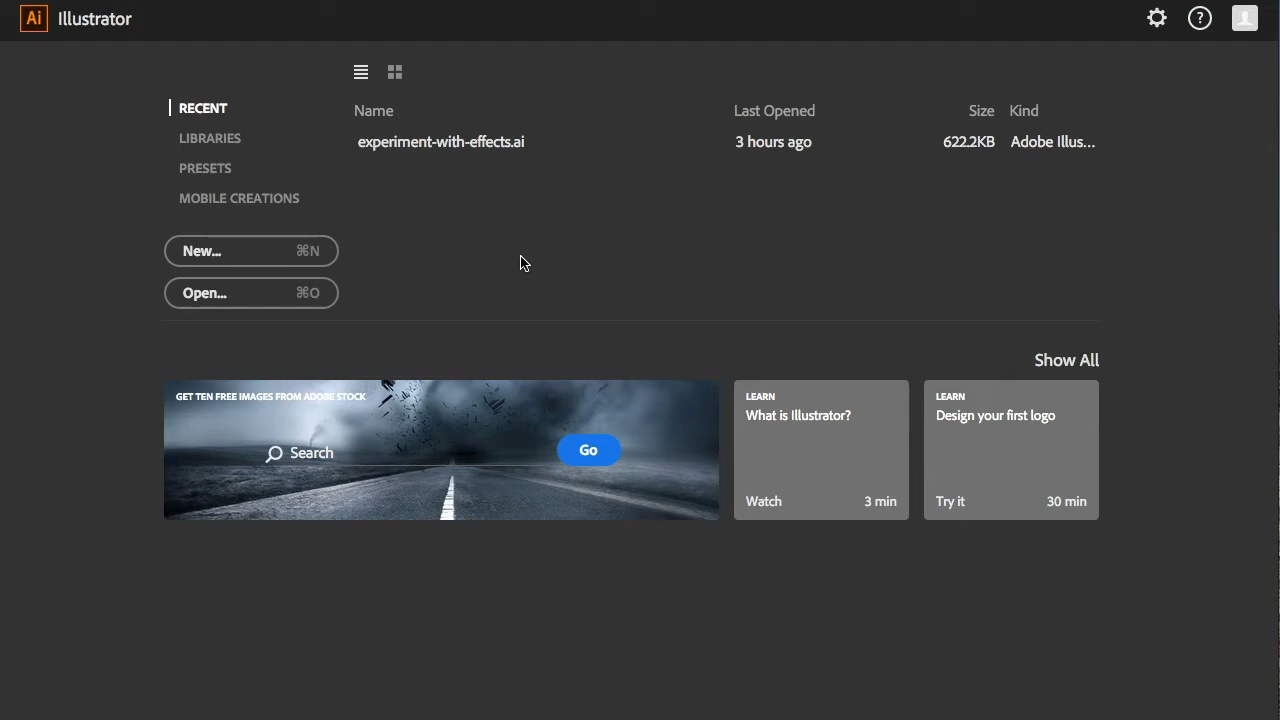 Ai Illustrator ?
RECENT
LIBRARIES
PRESETS
MOBILE CREATIONS
New... ⌘N
Open... ⌘O
Name Last Opened Size Kind
experiment-with-effects.ai 3 hours ago 622.2KB Adobe Illus...
Show All
GET TEN FREE IMAGES FROM ADOBE STOCK
Search Go
LEARN
What is Illustrator?
Watch 3 min
LEARN
Design your first logo
Try it 30 min